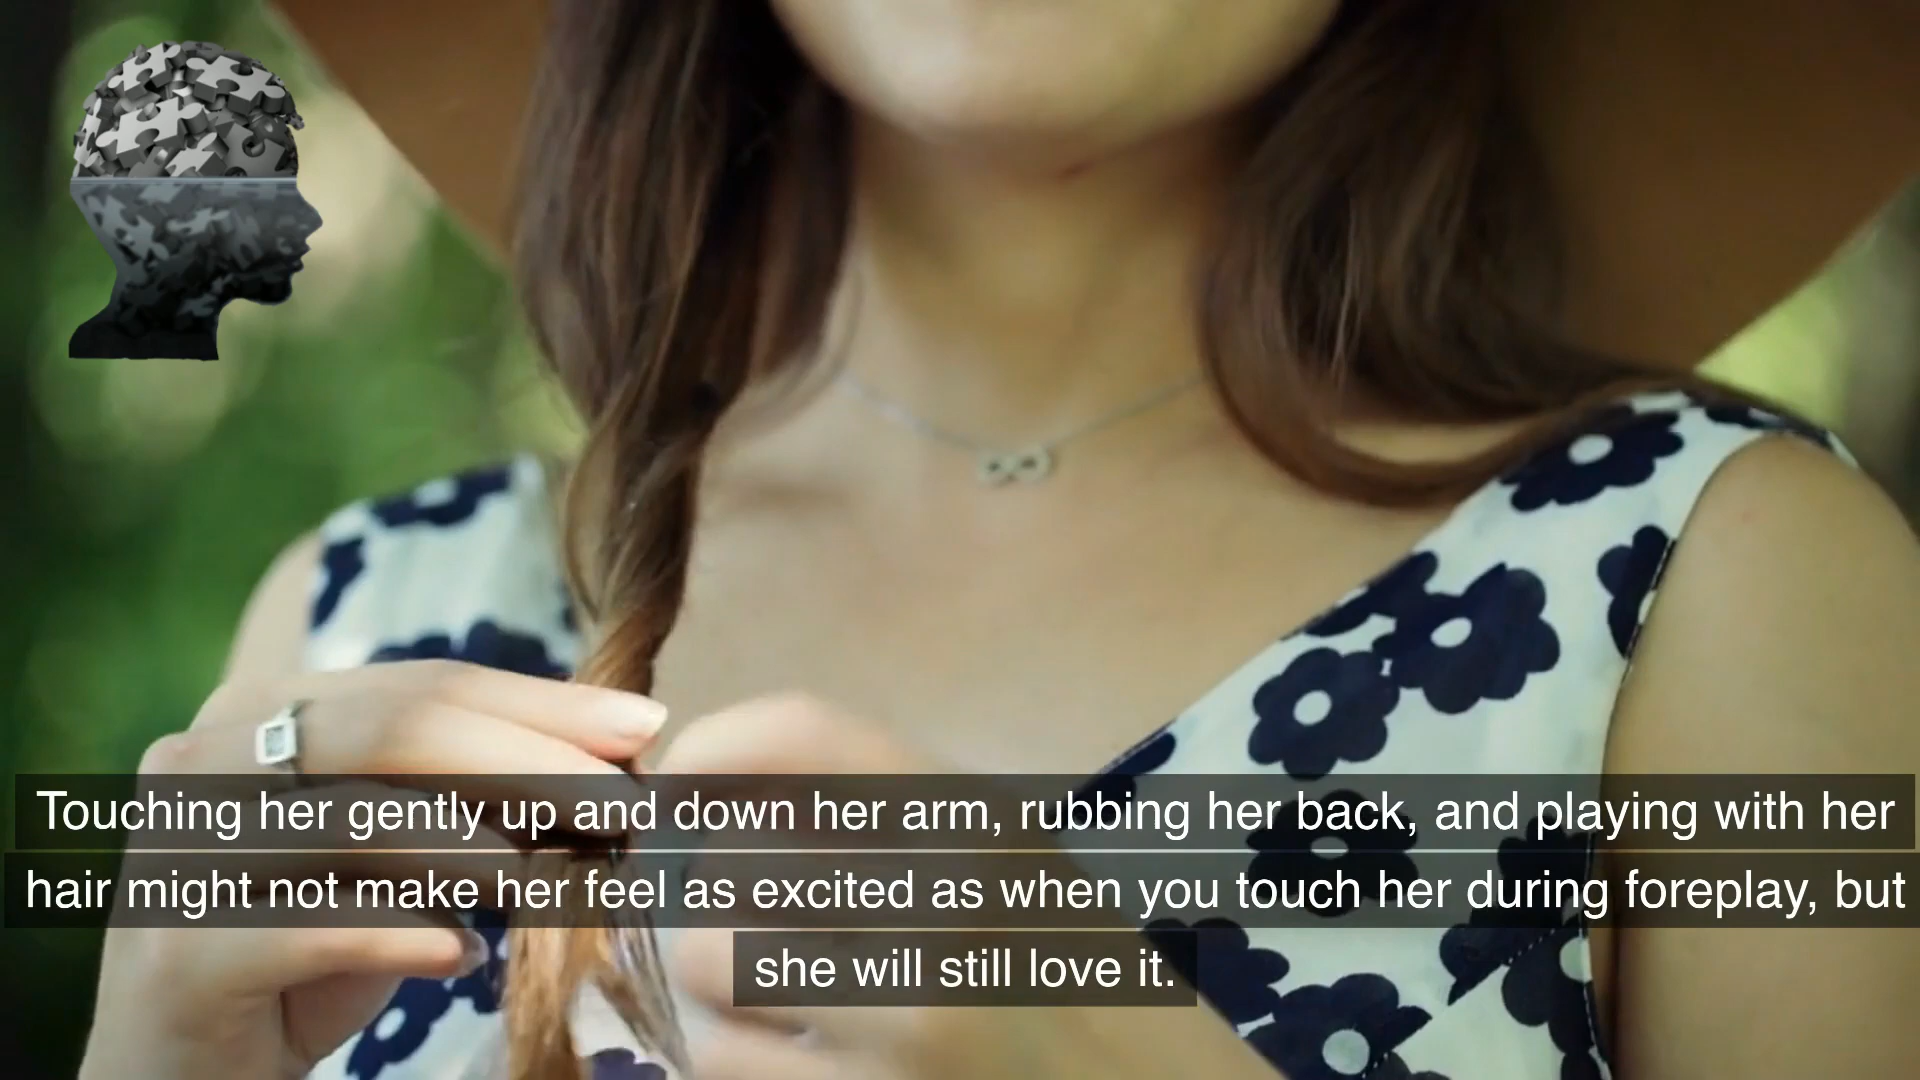 Touching her gently up and down her arm, rubbing her back, and playing with her
hair might not make her feel as excited as when you touch her during foreplay, but
she will still love it.